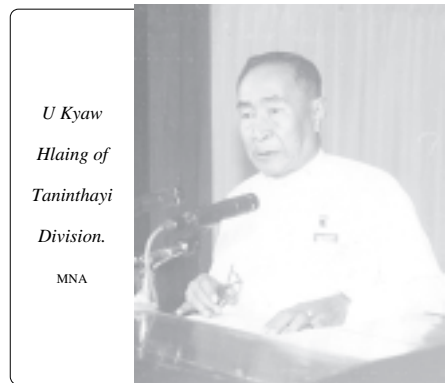 U Kyaw
Hlaing of
Taninthayi
Division.
MNA